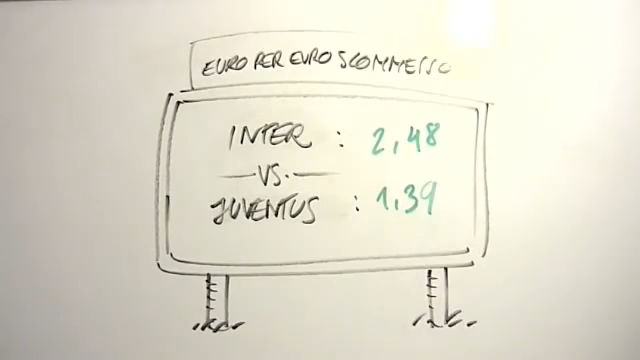 EURO PER EURO SCOMMESSO
INTER : 2,48
VS.
JUVENTUS : 1,39